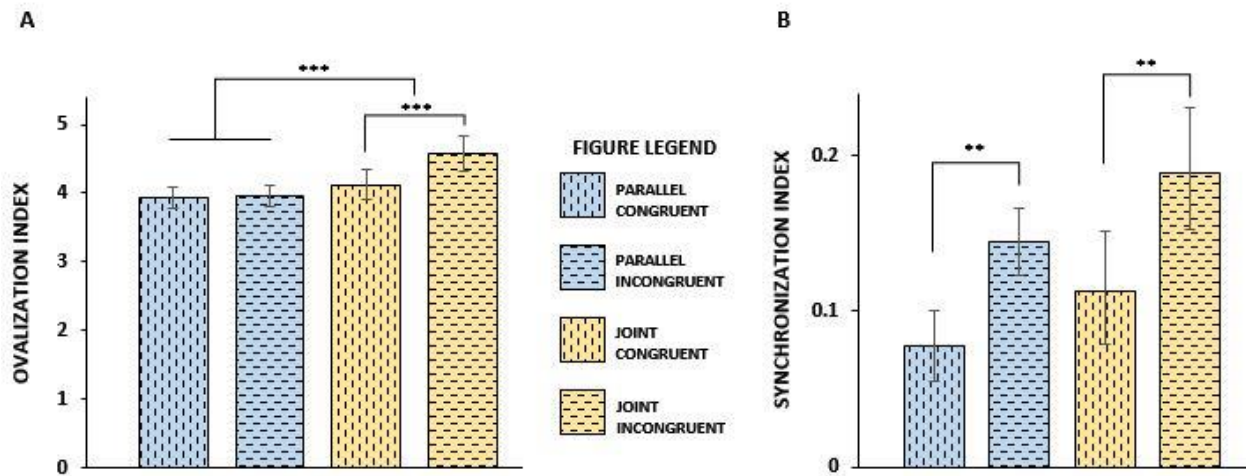 A
***
***
5
4
3
2
1
0
OVALIZATION INDEX
FIGURE LEGEND
PARALLEL
CONGRUENT
PARALLEL
INCONGRUENT
JOINT
CONGRUENT
JOINT
INCONGRUENT
B
**
**
0.2
0.1
0
SYNCHRONIZATION INDEX